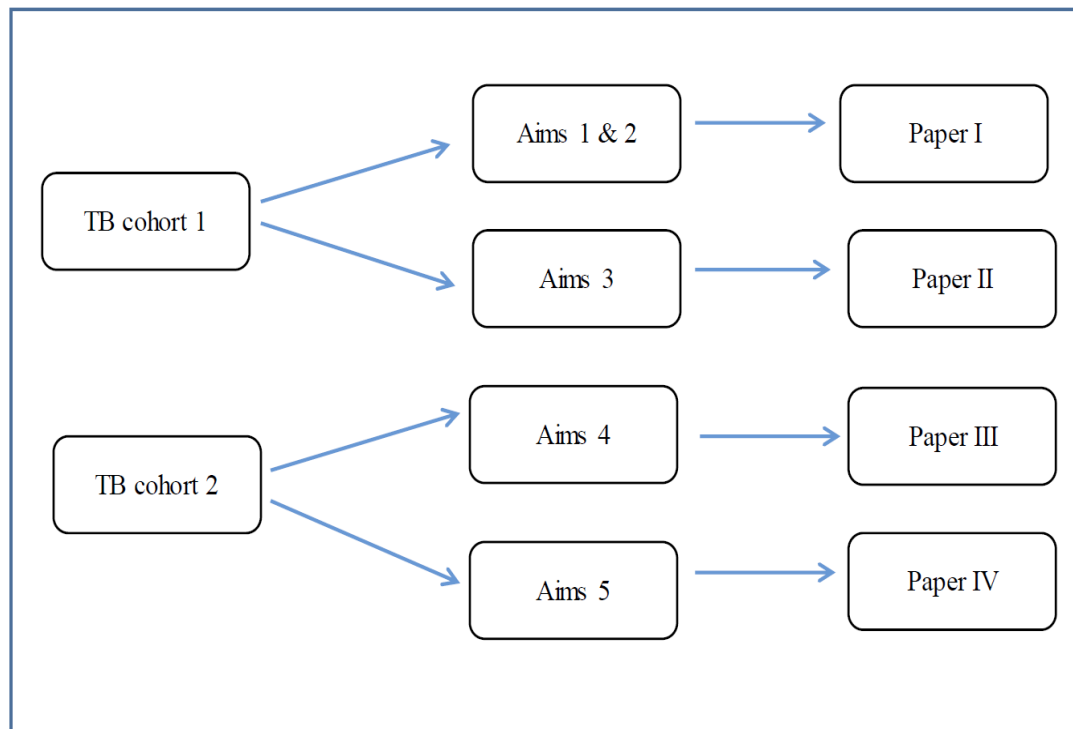 Aims 1 & 2
Paper I
TB cohort 1
Aims 3
Paper II
Aims 4
Paper III
TB cohort 2
Aims 5
Paper IV